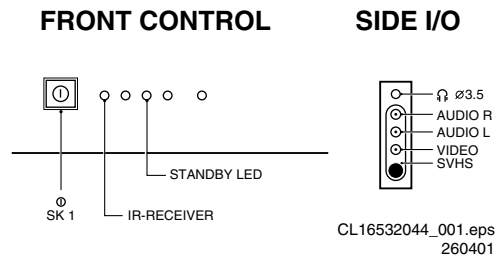 FRONT CONTROL
SIDE I/O
ø3.5
AUDIO R
AUDIO L
VIDEO
SVHS
STANDBY LED
SK 1
IR-RECEIVER
CL16532044_001.eps
260401